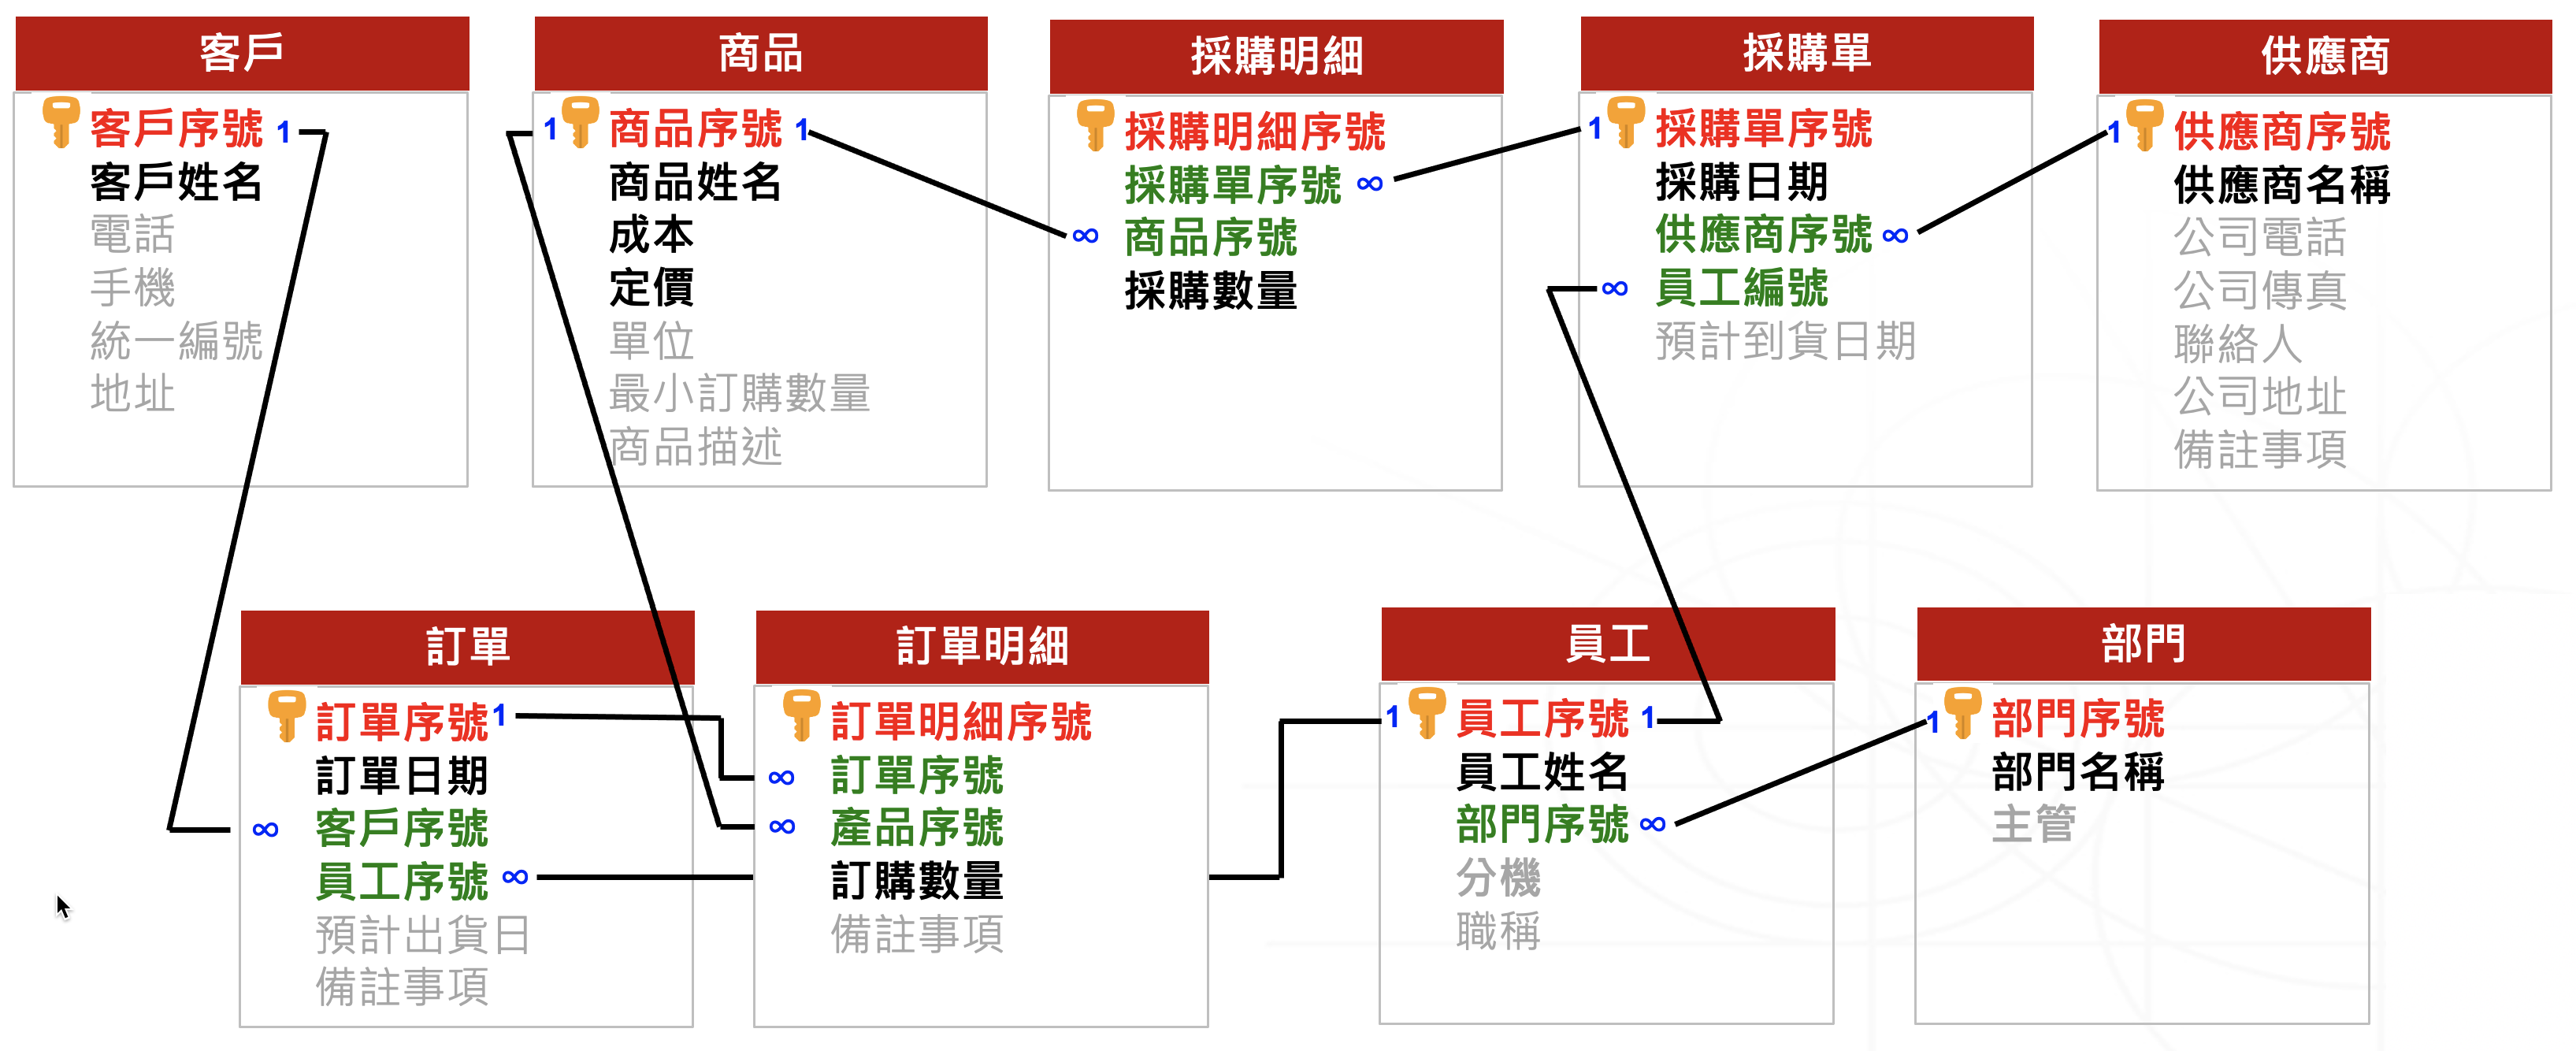 客戶
客戶序號 1
客戶姓名
電話
手機
統一編號
地址
商品
1 商品序號 1
商品姓名
成本
定價
單位
最小訂購數量
商品描述
採購明細
採購明細序號
採購單序號 ∞
∞ 商品序號
採購數量
採購單
1 採購單序號
採購日期
供應商序號 ∞
∞ 員工編號
預計到貨日期
供應商
1 供應商序號
供應商名稱
公司電話
公司傳真
聯絡人
公司地址
備註事項
訂單
訂單序號 1
訂單日期
∞ 客戶序號
員工序號 ∞
預計出貨日
備註事項
訂單明細
訂單明細序號
∞ 訂單序號
∞ 產品序號
訂購數量
備註事項
員工
1 員工序號 1
員工姓名
部門序號 ∞
分機
職稱
部門
1 部門序號
部門名稱
主管